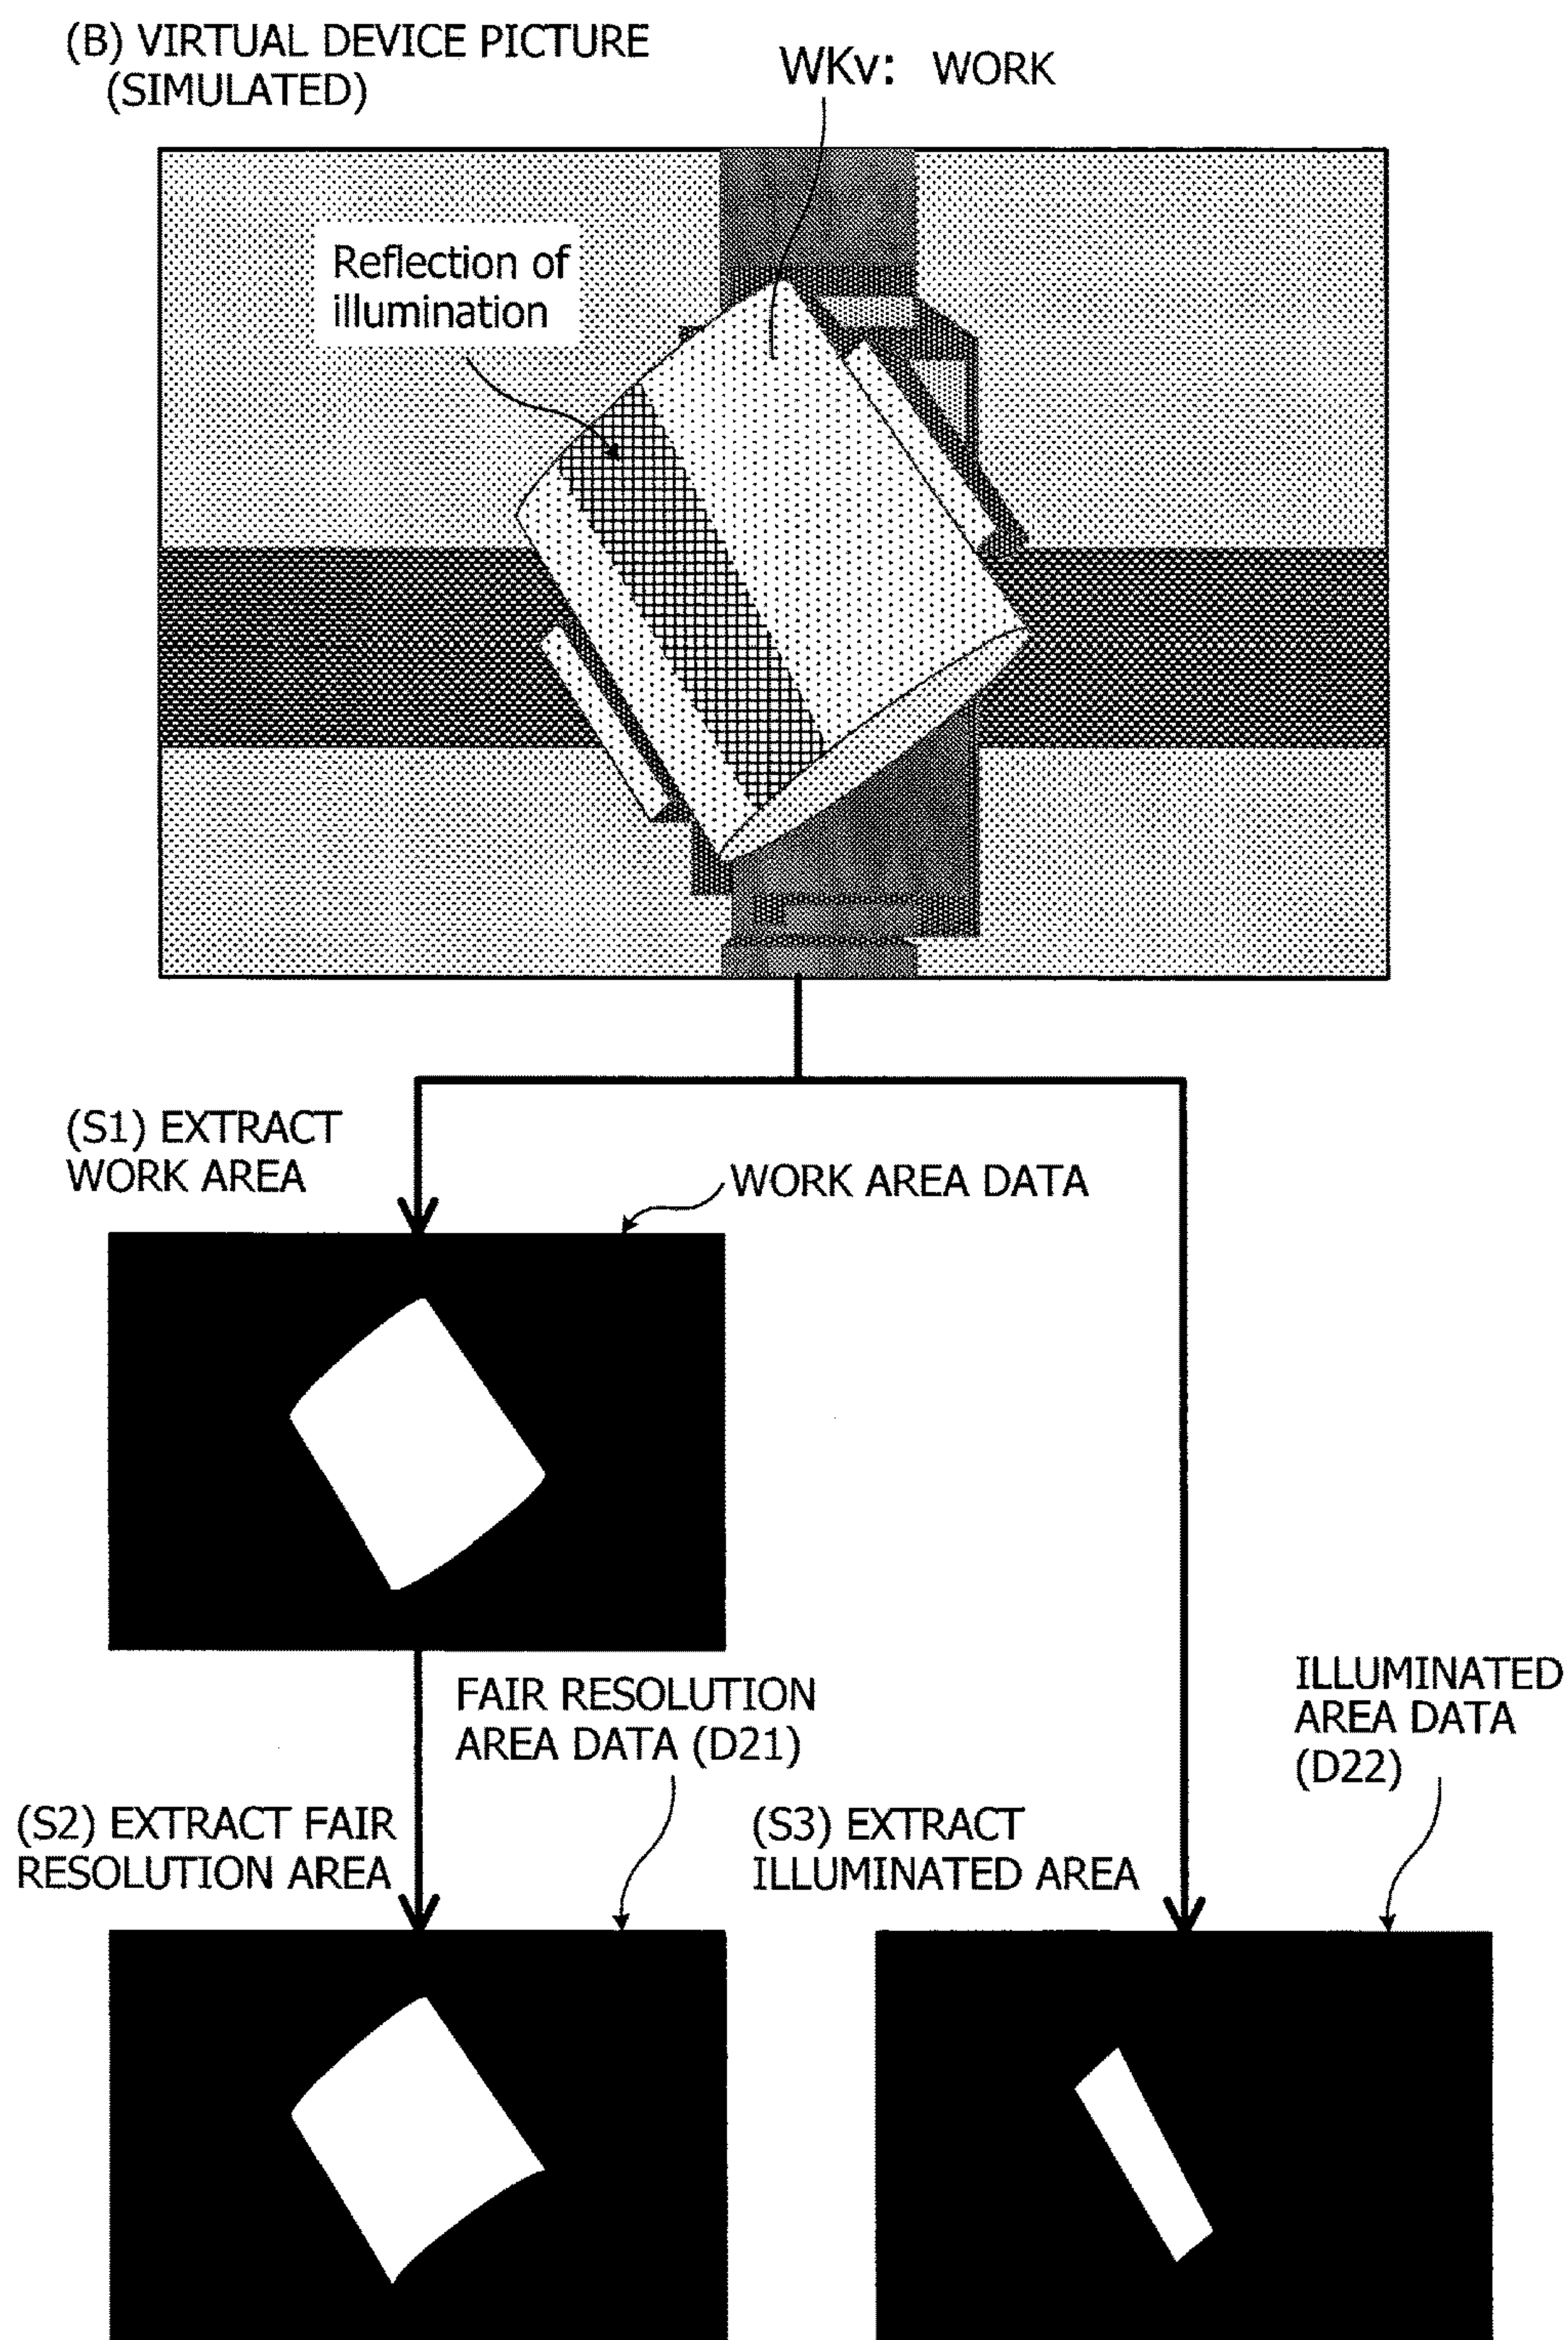 (B) VIRTUAL DEVICE PICTURE
(SIMULATED)
WKv: WORK
Reflection of
illumination
(S1) EXTRACT
WORK AREA
WORK AREA DATA
FAIR RESOLUTION
AREA DATA (D21)
ILLUMINATED
AREA DATA
(D22)
(S2) EXTRACT FAIR
RESOLUTION AREA
(S3) EXTRACT
ILLUMINATED AREA